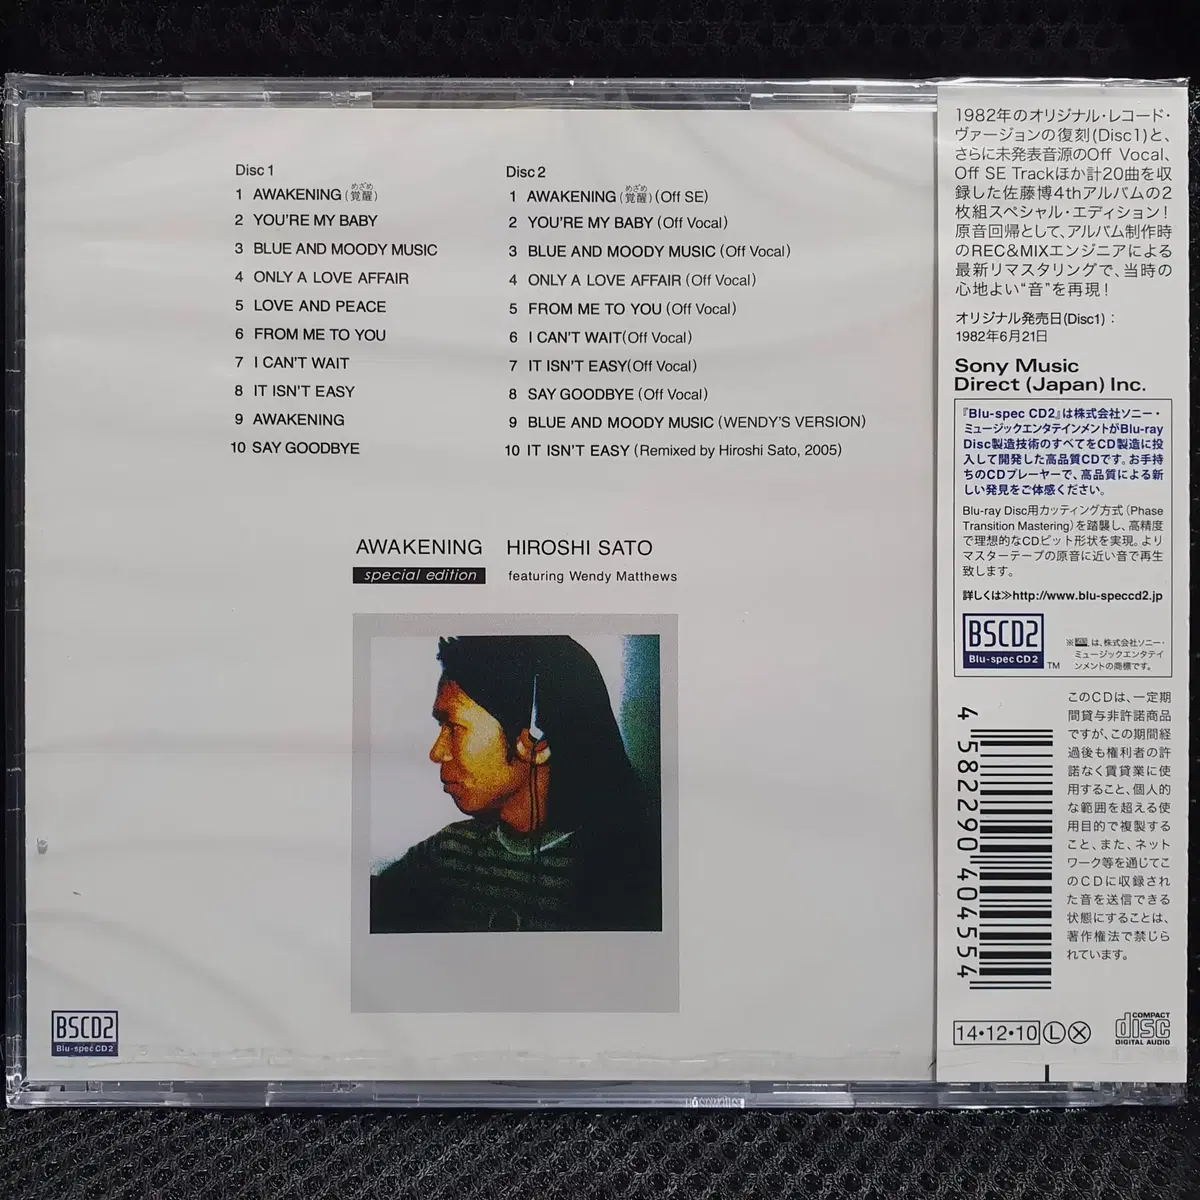 Disc 1
1 AWAKENING (覚醒)
めざめ
2 YOU'RE MY BABY
3 BLUE AND MOODY MUSIC
4 ONLY A LOVE AFFAIR
5 LOVE AND PEACE
6 FROM ME TO YOU
7 I CAN'T WAIT
8 IT ISN'T EASY
9 AWAKENING
10 SAY GOODBYE
Disc 2
1 AWAKENING (覚醒) (Off SE)
めざめ
2 YOU'RE MY BABY (Off Vocal)
3 BLUE AND MOODY MUSIC (Off Vocal)
4 ONLY A LOVE AFFAIR (Off Vocal)
5 FROM ME TO YOU (Off Vocal)
6 I CAN'T WAIT(Off Vocal)
7 IT ISN'T EASY(Off Vocal)
8 SAY GOODBYE (Off Vocal)
9 BLUE AND MOODY MUSIC (WENDY'S VERSION)
10 IT ISN'T EASY (Remixed by Hiroshi Sato, 2005)
AWAKENING HIROSHI SATO
special edition featuring Wendy Matthews
BSCD2
Blu-spec CD2
1982年のオリジナル・レコード・
ヴァージョンの復刻(Disc1)と、
さらに未発表音源のOff Vocal、
Off SE Trackほか計20曲を収
録した佐藤博4thアルバムの2
枚組スペシャル・エディション!
原音回帰として、アルバム制作時
のREC&MIXエンジニアによる
最新リマスタリングで、当時の
心地よい“音”を再現!
オリジナル発売日(Disc1):
1982年6月21日
Sony Music
Direct (Japan) Inc.
『Blu-spec CD2』は株式会社ソニー・
ミュージックエンタテインメントがBlu-ray
Disc製造技術のすべてをCD製造に投
入して開発した高品質CDです。お手持
ちのCDプレーヤーで、高品質による新
しい発見をご体感ください。
Blu-ray Disc用カッティング方式(Phase
Transition Mastering)を踏襲し、高精度
で理想的なCDピット形状を実現。より
マスターテープの原音に近い音で再生
致します。
詳しくは≫http://www.blu-speccd2.jp
BSCD2
Blu-spec CD2 TM
※ は、株式会社ソニー・
ミュージックエンタテイ
ンメントの商標です。
4 582290 404554
このCDは、一定期
間貸与非許諾商品
ですが、この期間経
過後も権利者の許
諾なく賃貸業に使
用すること、個人的
な範囲を超える使
用目的で複製する
こと、また、ネット
ワーク等を通じてこ
のCDに収録され
た音を送信できる
状態にすることは、
著作権法で禁じら
れています。
14・12・10 L X
COMPACT
disc
DIGITAL AUDIO